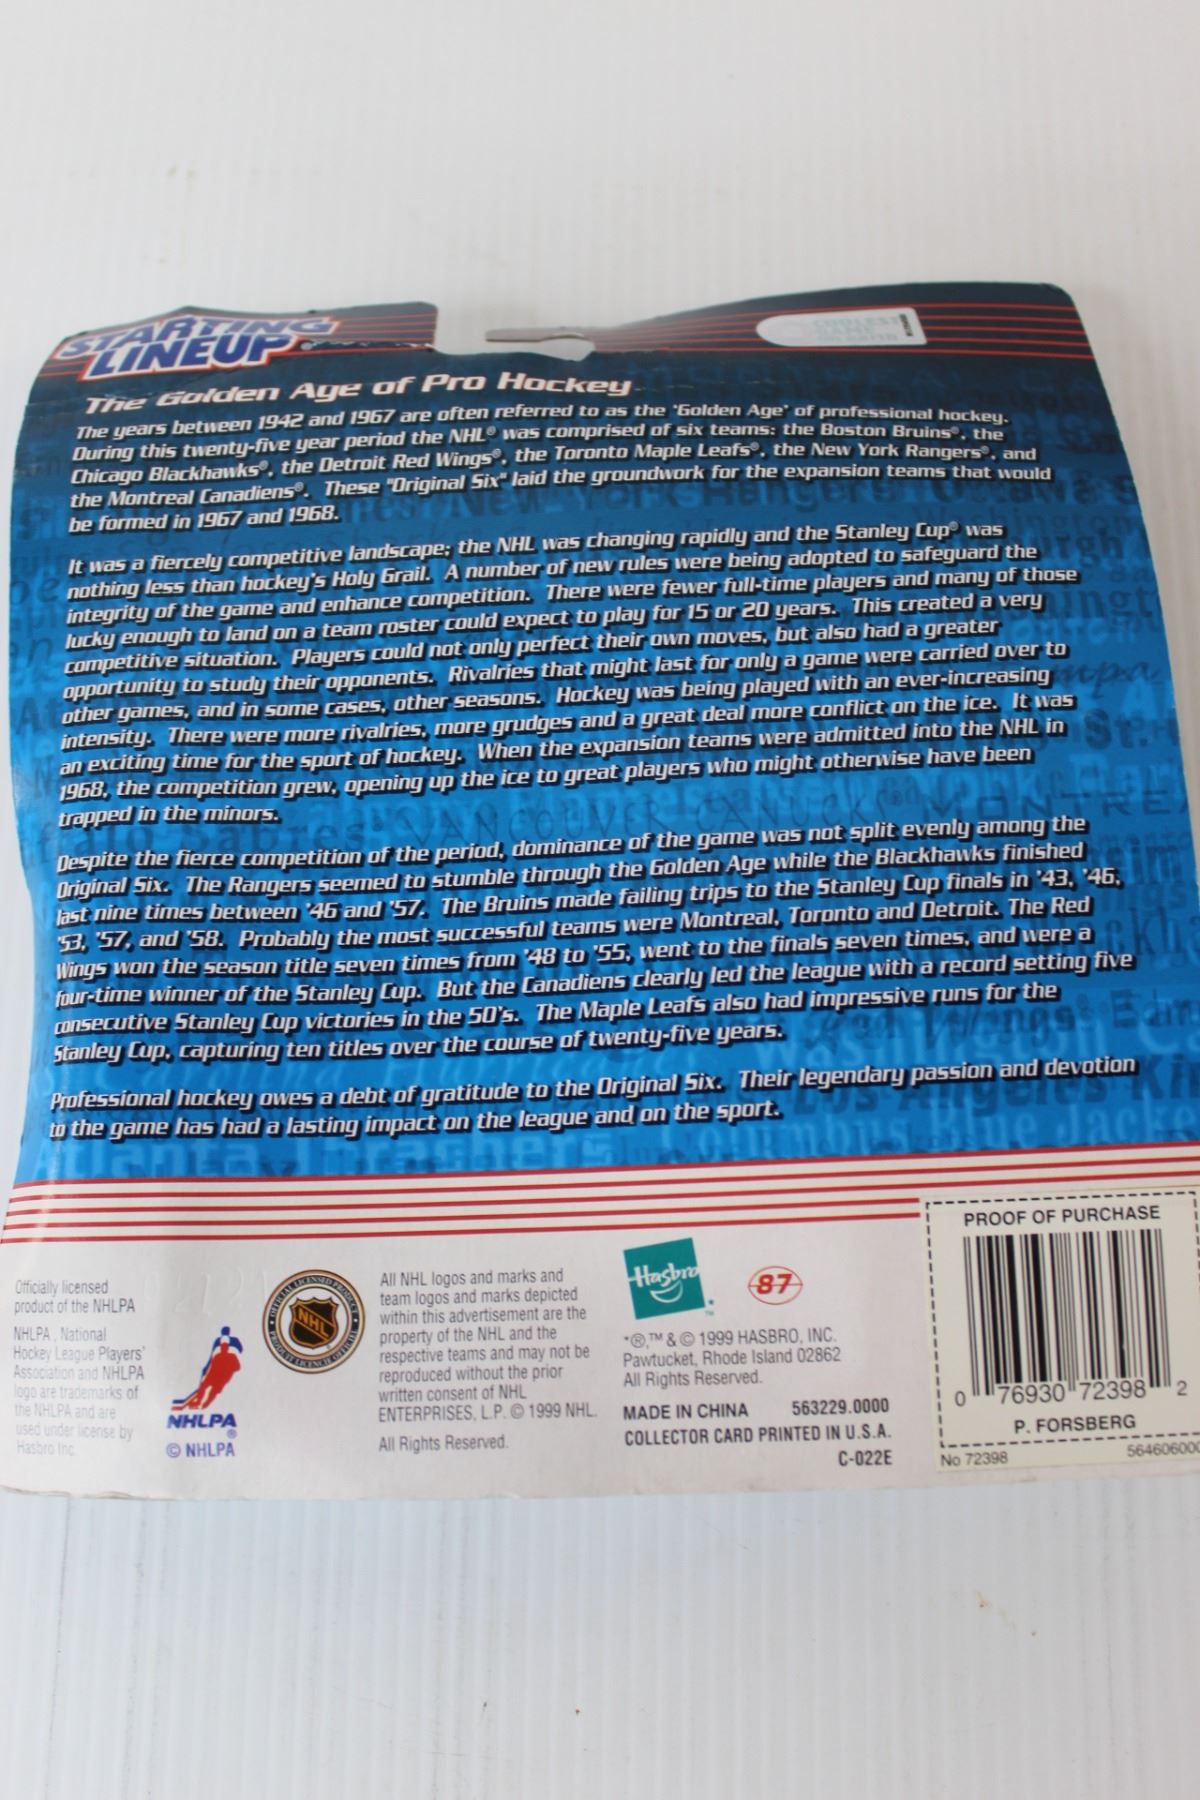 STARTING
LINEUP
The Golden Age of Pro Hockey
The years between 1942 and 1967 are often referred to as the 'Golden Age' of professional hockey.
During this twenty-five year period the NHL® was comprised of six teams: the Boston Bruins®, the
Chicago Blackhawks®, the Detroit Red Wings®, the Toronto Maple Leafs®, the New York Rangers®, and
the Montreal Canadiens®. These "Original Six" laid the groundwork for the expansion teams that would
be formed in 1967 and 1968.
It was a fiercely competitive landscape; the NHL was changing rapidly and the Stanley Cup® was
nothing less than hockey's Holy Grail. A number of new rules were being adopted to safeguard the
integrity of the game and enhance competition. There were fewer full-time players and many of those
lucky enough to land on a team roster could expect to play for 15 or 20 years. This created a very
competitive situation. Players could not only perfect their own moves, but also had a greater
opportunity to study their opponents. Rivalries that might last for only a game were carried over to
other games, and in some cases, other seasons. Hockey was being played with an ever-increasing
intensity. There were more rivalries, more grudges and a great deal more conflict on the ice. It was
an exciting time for the sport of hockey. When the expansion teams were admitted into the NHL in
1968, the competition grew, opening up the ice to great players who might otherwise have been
trapped in the minors.
VANCOUVER CANUCKS
Despite the fierce competition of the period, dominance of the game was not split evenly among the
Original Six. The Rangers seemed to stumble through the Golden Age while the Blackhawks finished
last nine times between '46 and '57. The Bruins made failing trips to the Stanley Cup finals in '43, '46,
'53, '57, and '58. Probably the most successful teams were Montreal, Toronto and Detroit. The Red
Wings won the season title seven times from '48 to '55, went to the finals seven times, and were a
four-time winner of the Stanley Cup. But the Canadiens clearly led the league with a record setting five
consecutive Stanley Cup victories in the 50's. The Maple Leafs also had impressive runs for the
Stanley Cup, capturing ten titles over the course of twenty-five years.
Professional hockey owes a debt of gratitude to the Original Six. Their legendary passion and devotion
to the game has had a lasting impact on the league and on the sport.
Officially licensed
product of the NHLPA
NHLPA, National
Hockey League Players'
Association and NHLPA
logo are trademarks of
the NHLPA and are
used under license by
Hasbro Inc.
NHLPA
®
© NHLPA
OFFICIAL LICENSED PRODUCT
NHL
PRODUIT LICENCIÉ OFFICIEL
All NHL logos and marks and
team logos and marks depicted
within this advertisement are the
property of the NHL and the
respective teams and may not be
reproduced without the prior
written consent of NHL
ENTERPRISES, L.P. © 1999 NHL.
All Rights Reserved.
Hasbro
™
87
*®,™ & © 1999 HASBRO, INC.
Pawtucket, Rhode Island 02862
All Rights Reserved.
MADE IN CHINA 563229.0000
COLLECTOR CARD PRINTED IN U.S.A.
C-022E
PROOF OF PURCHASE
0 76930 72398 2
P. FORSBERG
No 72398